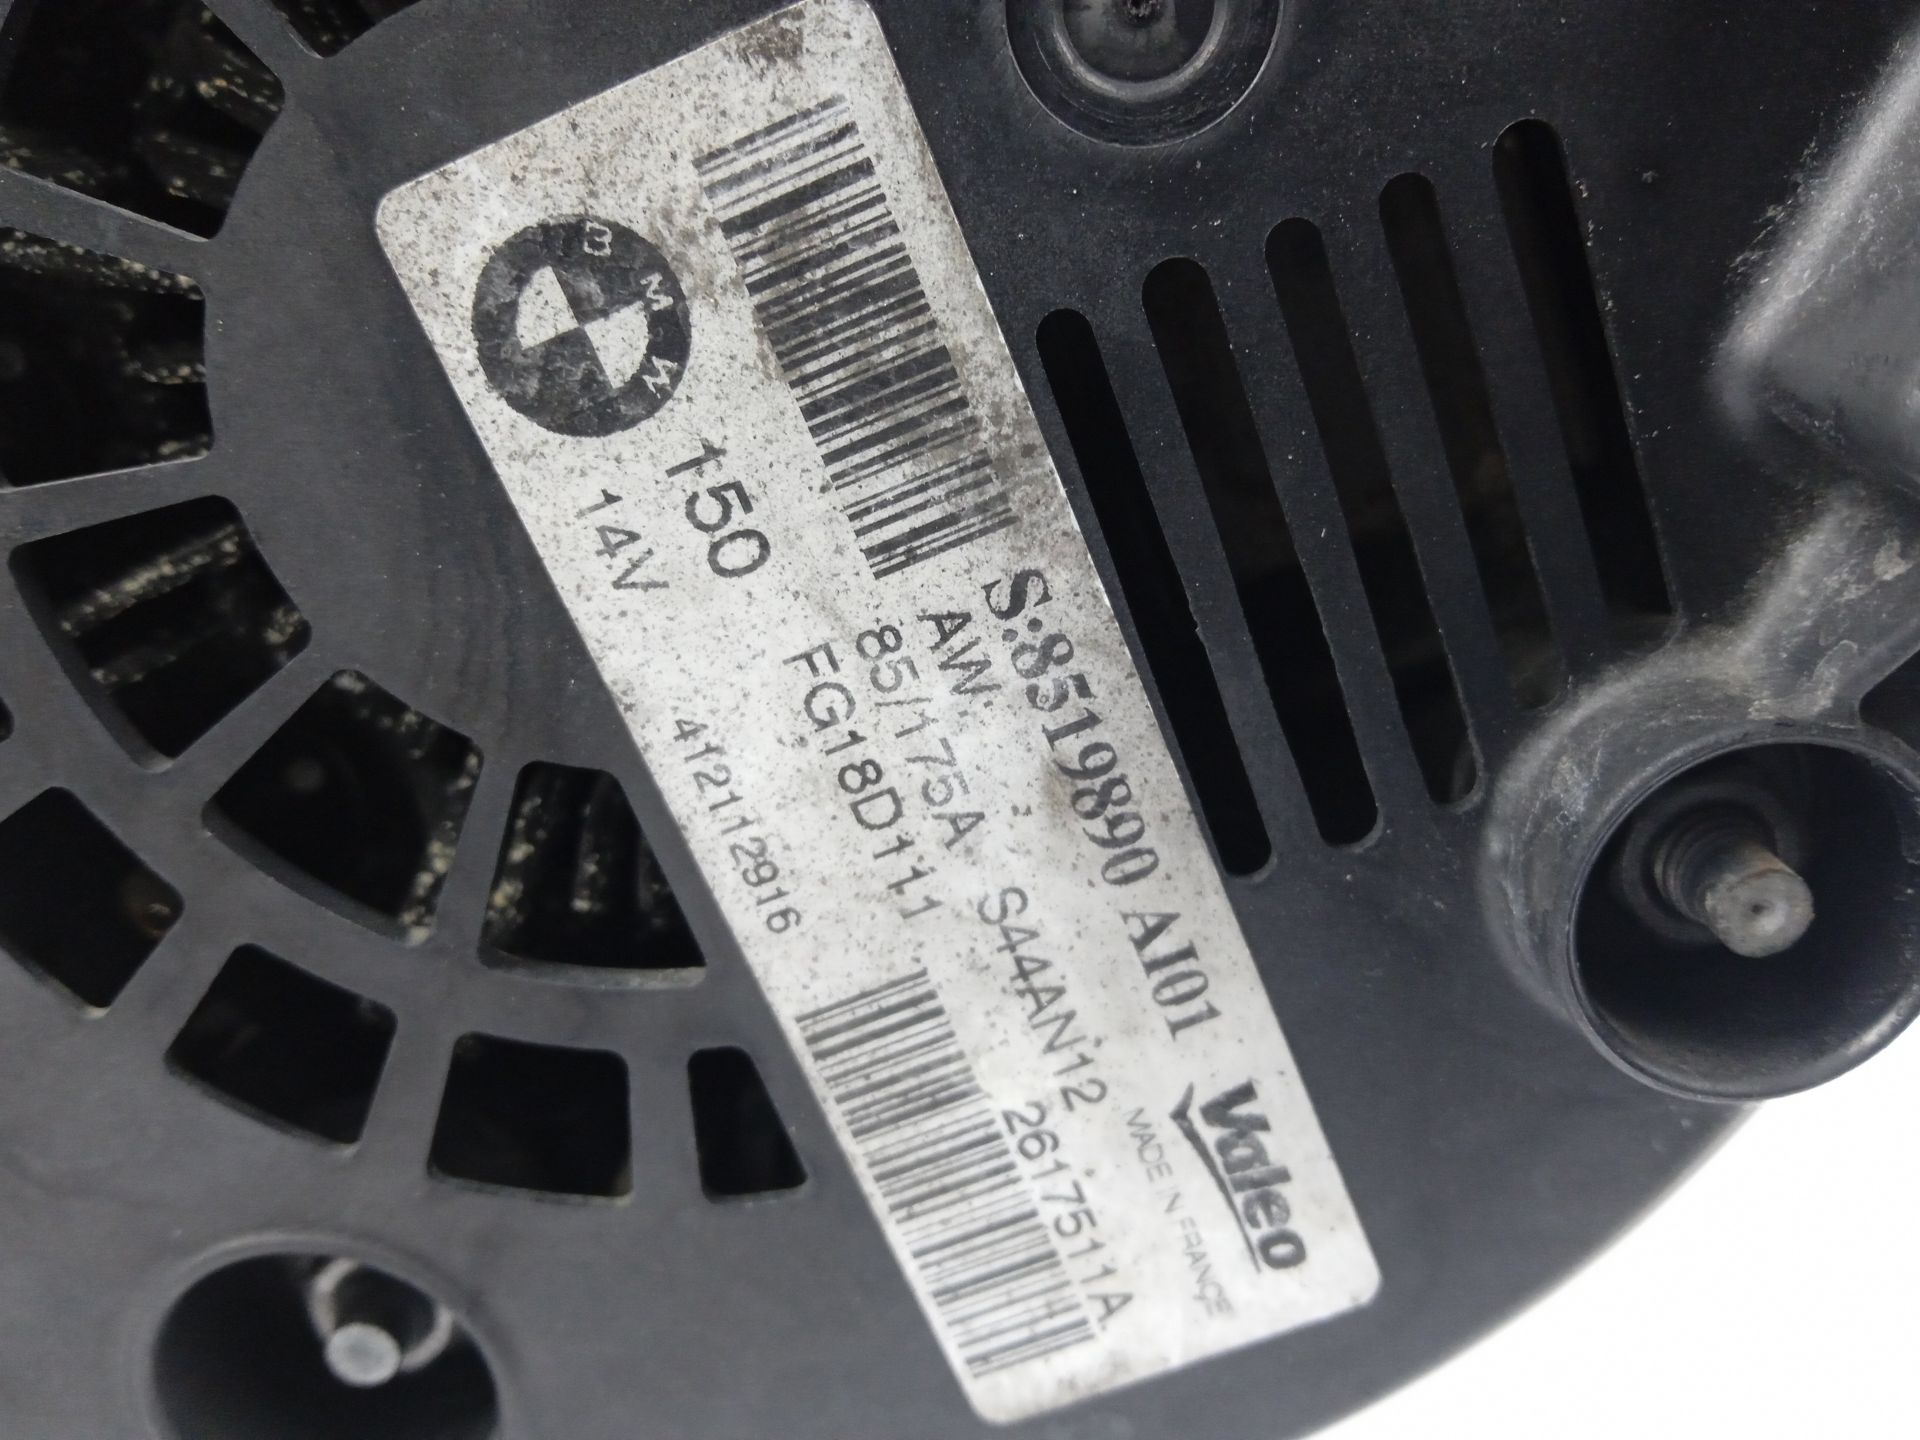 S:8519890 AI01
Valeo
MADE IN FRANCE
AW
85/175A S44AN12 2617511A
BMW
150 FG18D111
14V 412112916